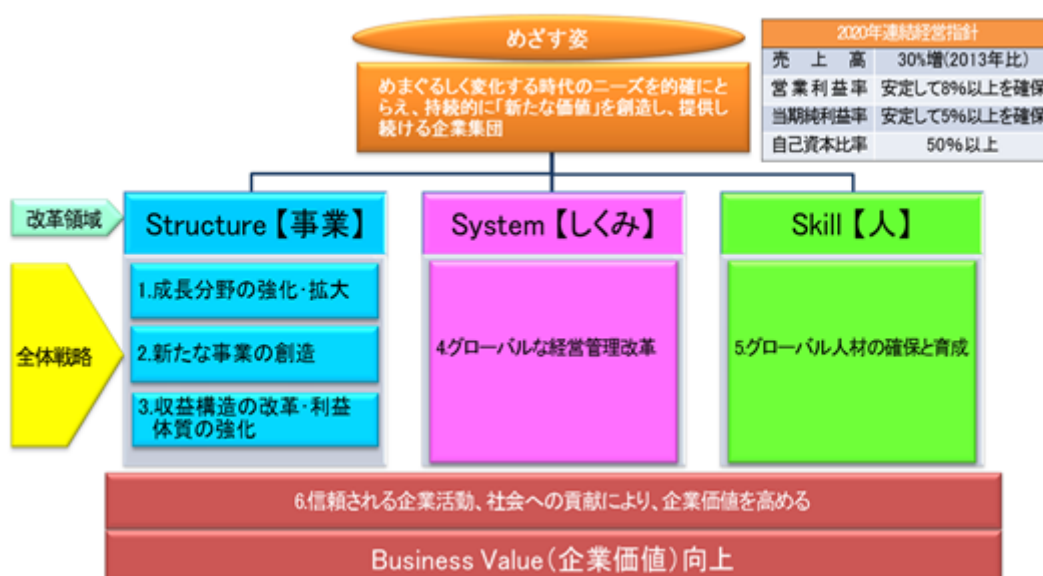 めざす姿
めまぐるしく変化する時代のニーズを的確にと
らえ、持続的に「新たな価値」を創造し、提供し
続ける企業集団
2020年連結経営指針
売上高 30%増(2013年比)
営業利益率 安定して8%以上を確保
当期純利益率 安定して5%以上を確保
自己資本比率 50%以上
改革領域
Structure【事業】
System【しくみ】
Skill【人】
全体戦略
1.成長分野の強化・拡大
2.新たな事業の創造
3.収益構造の改革・利益
体質の強化
4.グローバルな経営管理改革
5.グローバル人材の確保と育成
6.信頼される企業活動、社会への貢献により、企業価値を高める
Business Value(企業価値)向上